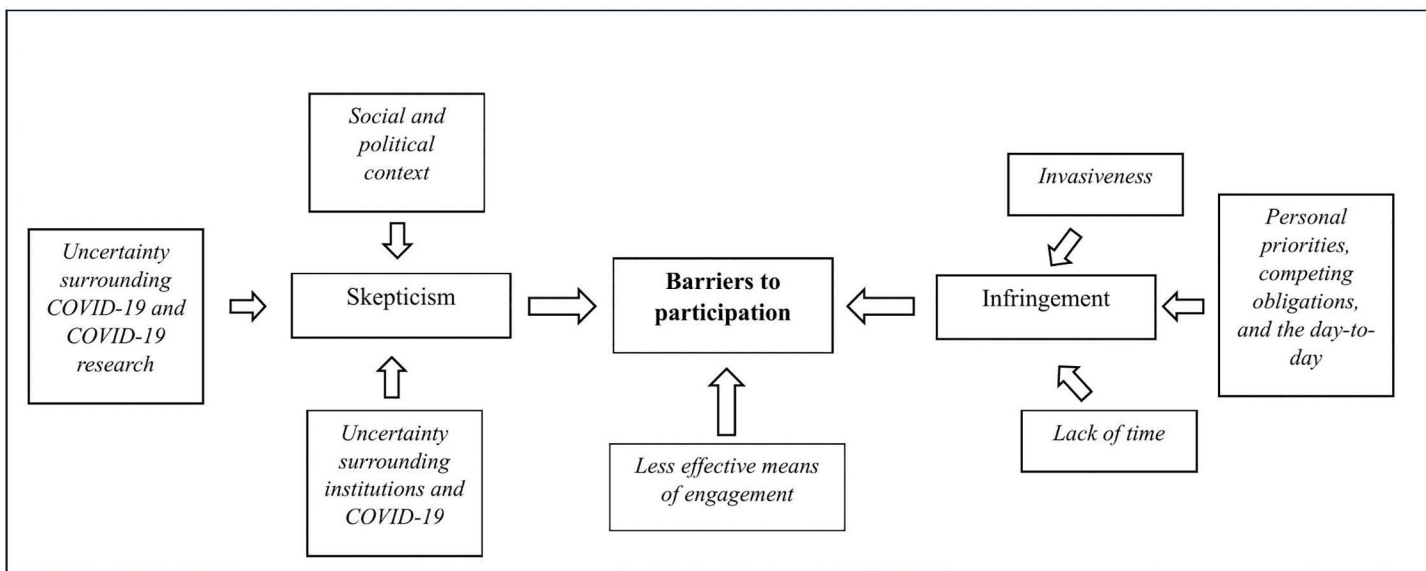 Social and
political
context
Uncertainty
surrounding
COVID-19 and
COVID-19
research
Skepticism
Uncertainty
surrounding
institutions and
COVID-19
Barriers to
participation
Less effective means
of engagement
Invasiveness
Infringement
Personal
priorities,
competing
obligations,
and the day-to-
day
Lack of time